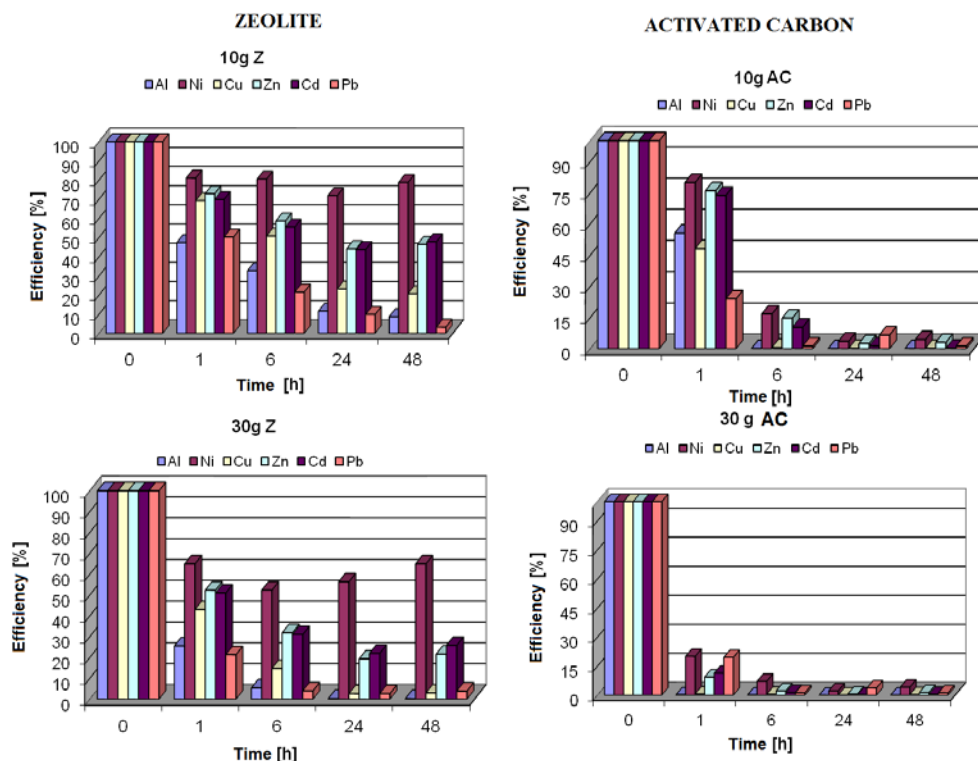 ZEOLITE
10g Z
Al Ni Cu Zn Cd Pb
100
90
80
70
60
50
40
30
20
10
0
Efficiency [%]
0 1 6 24 48
Time [h]
30g Z
Al Ni Cu Zn Cd Pb
100
90
80
70
60
50
40
30
20
10
0
Efficiency [%]
0 1 6 24 48
Time [h]
ACTIVATED CARBON
10g AC
Al Ni Cu Zn Cd Pb
90
75
60
45
30
15
0
Efficiency [%]
0 1 6 24 48
Time [h]
30 g AC
Al Ni Cu Zn Cd Pb
90
75
60
45
30
15
0
Efficiency [%]
0 1 6 24 48
Time [h]